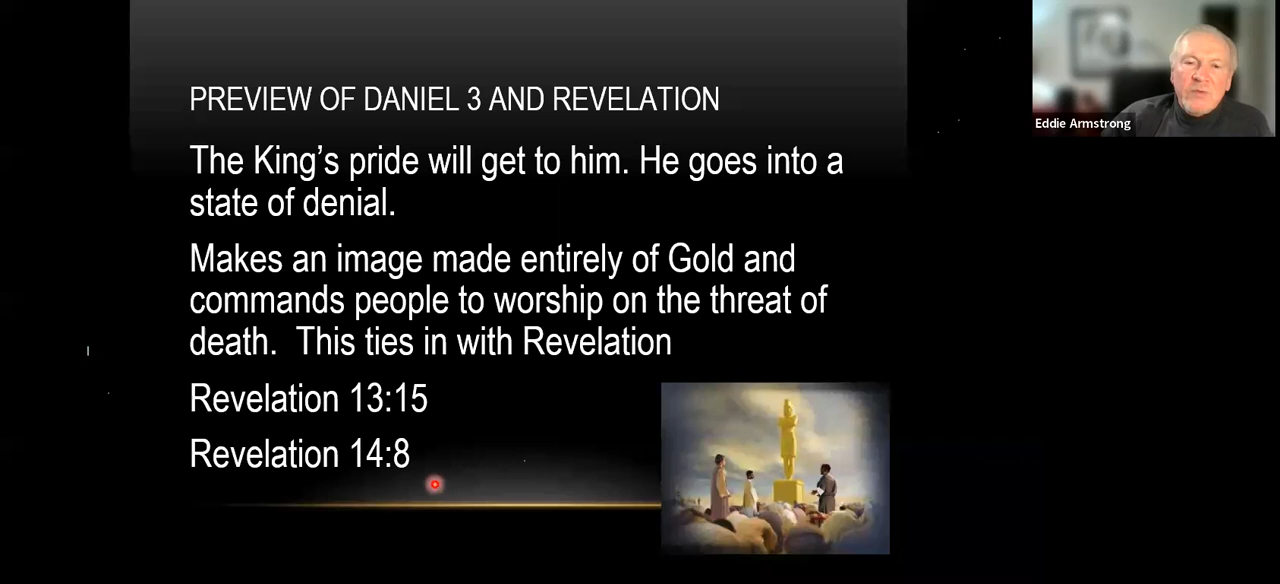 PREVIEW OF DANIEL 3 AND REVELATION
The King’s pride will get to him. He goes into a
state of denial.
Makes an image made entirely of Gold and
commands people to worship on the threat of
death.  This ties in with Revelation
Revelation 13:15
Revelation 14:8
Eddie Armstrong